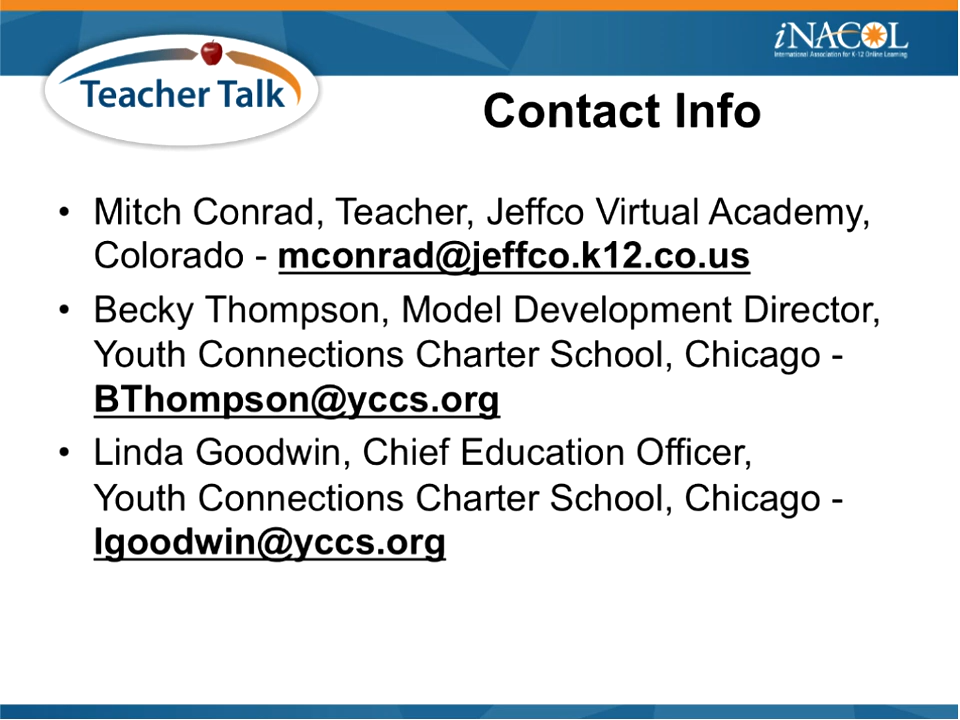 iNACOL
International Association for K-12 Online Learning
Teacher Talk
Contact Info
• Mitch Conrad, Teacher, Jeffco Virtual Academy,
Colorado - mconrad@jeffco.k12.co.us
• Becky Thompson, Model Development Director,
Youth Connections Charter School, Chicago -
BThompson@yccs.org
• Linda Goodwin, Chief Education Officer,
Youth Connections Charter School, Chicago -
lgoodwin@yccs.org